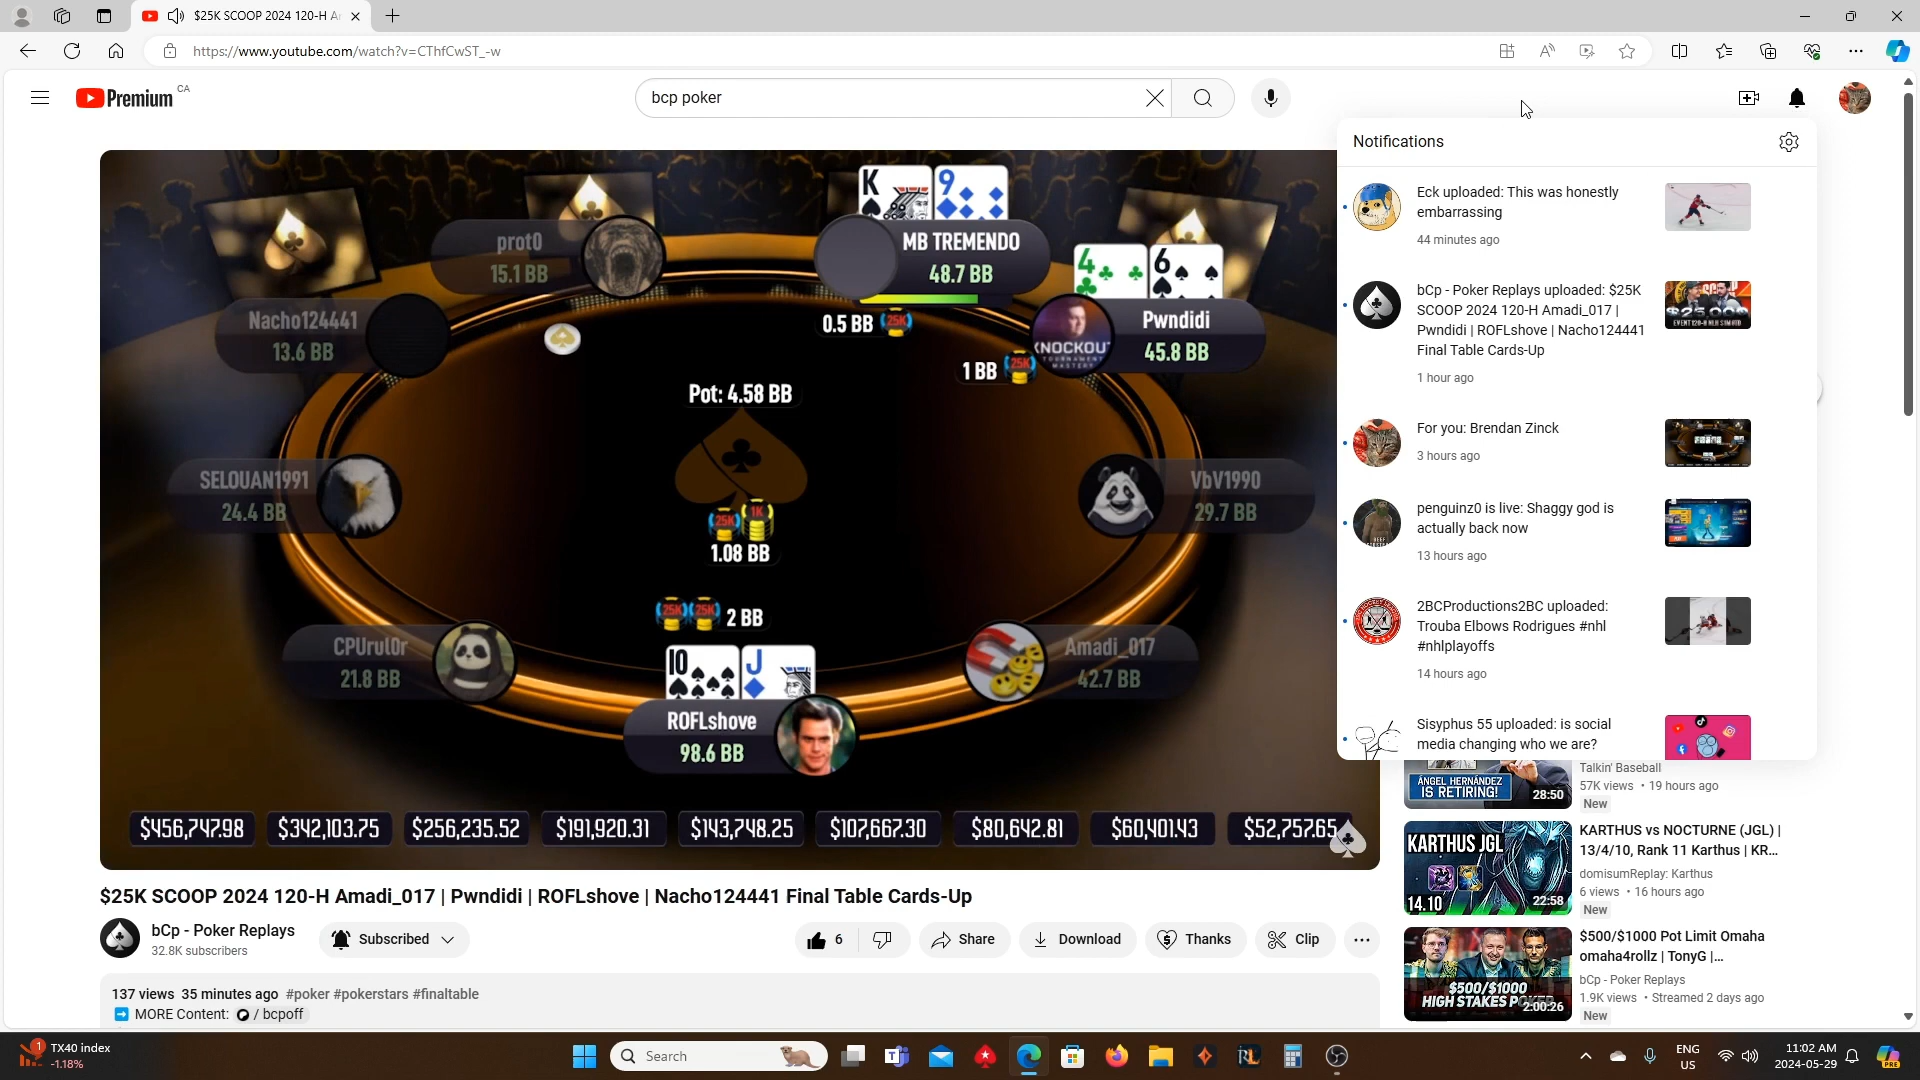 $25K SCOOP 2024 120-H A
https://www.youtube.com/watch?v=CThfCwST_-w
Premium CA
bcp poker
Notifications
Eck uploaded: This was honestly
embarrassing
44 minutes ago
bCp - Poker Replays uploaded: $25K
SCOOP 2024 120-H Amadi_017 |
Pwndidi | ROFLshove | Nacho124441
Final Table Cards-Up
1 hour ago
For you: Brendan Zinck
3 hours ago
penguinz0 is live: Shaggy god is
actually back now
13 hours ago
2BCProductions2BC uploaded:
Trouba Elbows Rodrigues #nhl
#nhlplayoffs
14 hours ago
Sisyphus 55 uploaded: is social
media changing who we are?
K 9
prot0
15.1 BB
MB TREMENDO
48.7 BB
4 6
Nacho124441
13.6 BB
0.5 BB 25K
Pwndidi
45.8 BB
1 BB 25K
Pot: 4.58 BB
SELOUAN1991
24.4 BB
VbV1990
29.7 BB
25K 1K
1.08 BB
25K 25K 2 BB
CPUrul0r
21.8 BB
Amadi_017
42.7 BB
10 J
ROFLshove
98.6 BB
$456,747.98 $342,103.75 $256,235.52 $191,920.31 $143,748.25 $107,667.30 $80,642.81 $60,401.43 $52,757.65
$25K SCOOP 2024 120-H Amadi_017 | Pwndidi | ROFLshove | Nacho124441 Final Table Cards-Up
bCp - Poker Replays
32.8K subscribers
Subscribed
6
Share
Download
Thanks
Clip
137 views 35 minutes ago #poker #pokerstars #finaltable
MORE Content: / bcpoff
ÁNGEL HERNÁNDEZ
IS RETIRING!
28:50
Talkin' Baseball
57K views • 19 hours ago
New
KARTHUS JGL
14.10
22:58
KARTHUS vs NOCTURNE (JGL) |
13/4/10, Rank 11 Karthus | KR...
domisumReplay: Karthus
6 views • 16 hours ago
New
$500/$1000
HIGH STAKES POKER
2:00:26
$500/$1000 Pot Limit Omaha
omaha4rollz | TonyG |...
bCp - Poker Replays
1.9K views • Streamed 2 days ago
New
1
TX40 index
-1.18%
Search
ENG
US
11:02 AM
2024-05-29